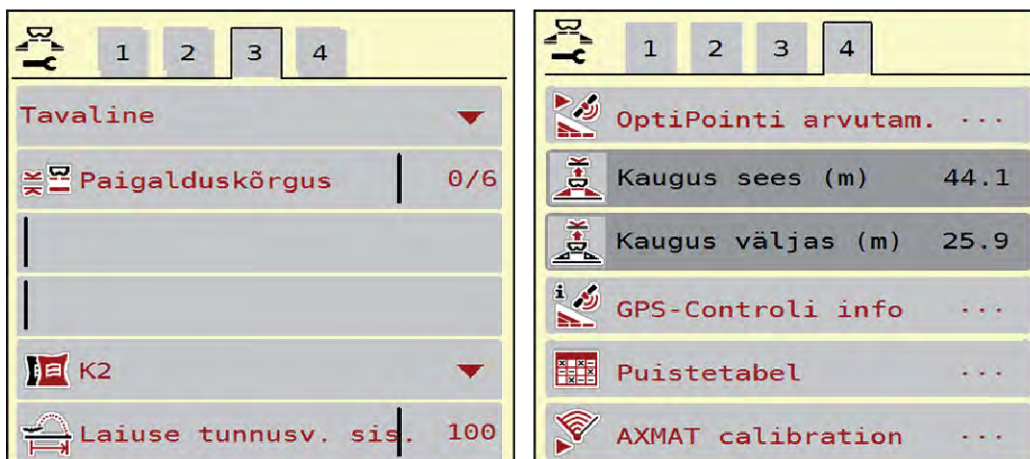 1 2 3 4
Tavaline
Paigalduskõrgus 0/6
K2
Laiuse tunnusv. sis. 100
1 2 3 4
OptiPointi arvutam. ...
Kaugus sees (m) 44.1
Kaugus väljas (m) 25.9
i
GPS-Controli info ...
Puistetabel ...
AXMAT calibration ...